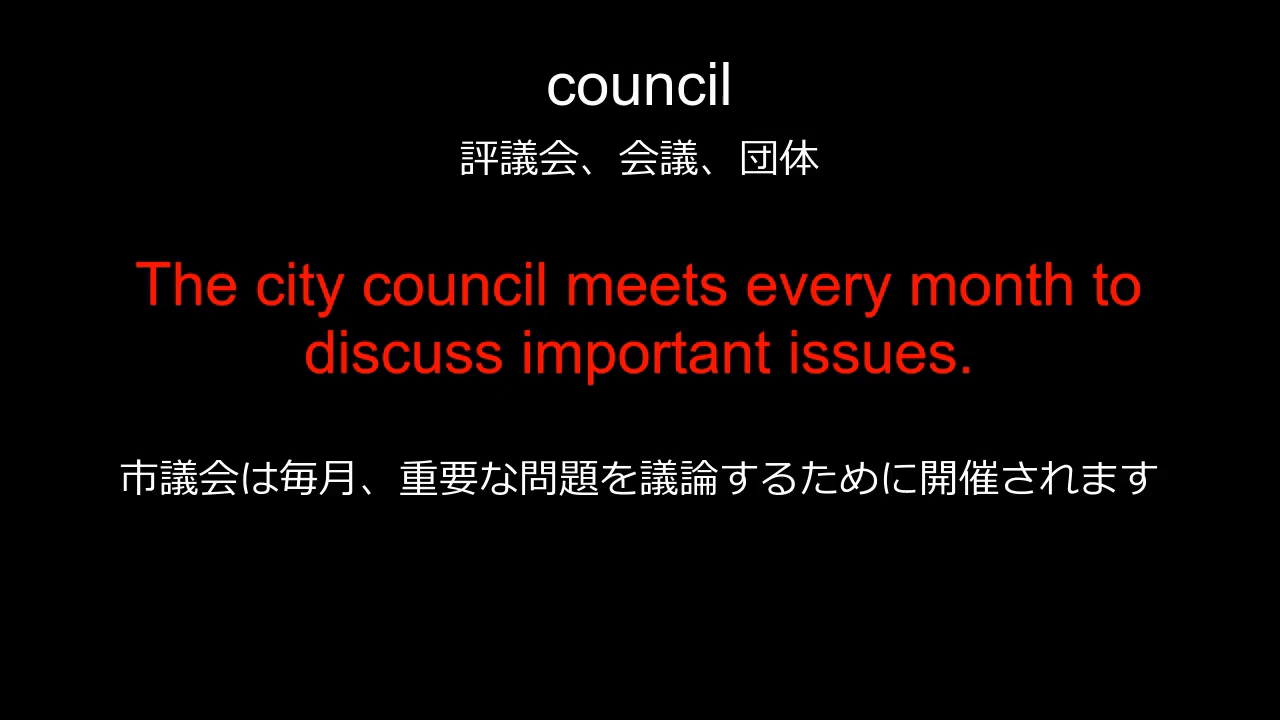 council
評議会、会議、団体
The city council meets every month to
discuss important issues.
市議会は毎月、重要な問題を議論するために開催されます